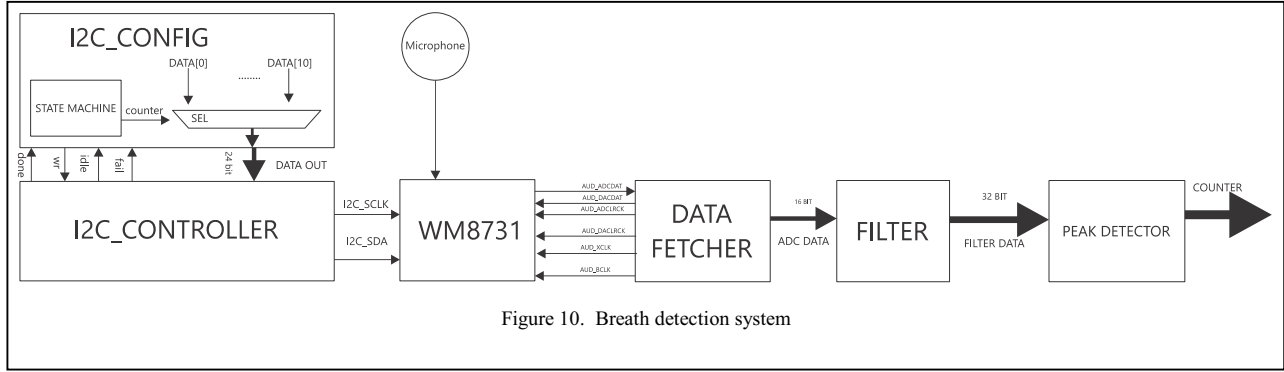 I2C_CONFIG
DATA[0]
DATA[10]
........
STATE MACHINE
counter
SEL
done
wr
idle
fail
24 bit
DATA OUT
I2C_CONTROLLER
I2C_SCLK
I2C_SDA
Microphone
WM8731
AUD_ADCDAT
AUD_DACDAT
AUD_ADCLRCK
AUD_DACLRCK
AUD_XCLK
AUD_BCLK
DATA
FETCHER
16 BIT
ADC DATA
FILTER
32 BIT
FILTER DATA
PEAK DETECTOR
COUNTER
Figure 10. Breath detection system